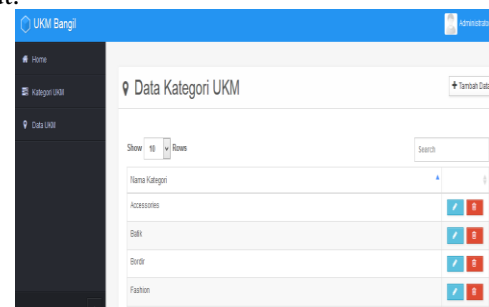 UKM Bangil
Administrator
Home
Kategori UKM
Data UKM
Data Kategori UKM
+ Tambah Data
Show 10 Rows
Search
Nama Kategori
Accessories
Batik
Bordir
Fashion